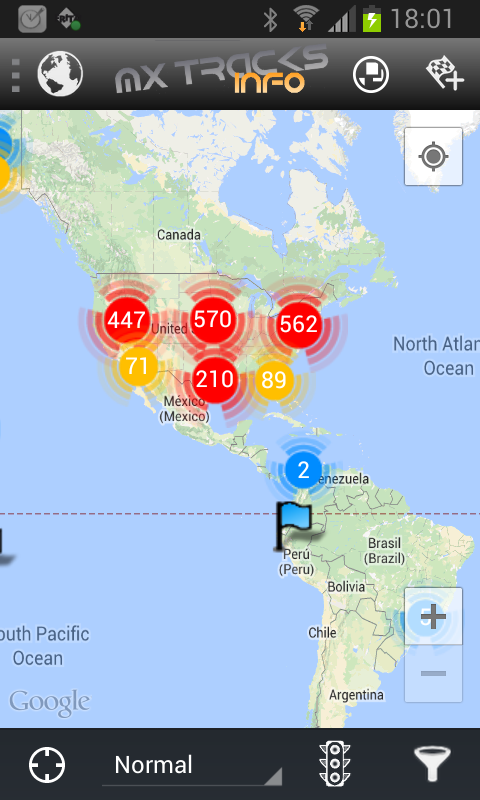 18:01
MX TRACKS
INFO
Canada
447
570
562
United
North Atlan
Ocean
71
210
89
México
(Mexico)
2
enezuela
Perú
(Peru)
Brasil
(Brazil)
Bolivia
outh Pacific
Ocean
Chile
Argentina
Google
Normal